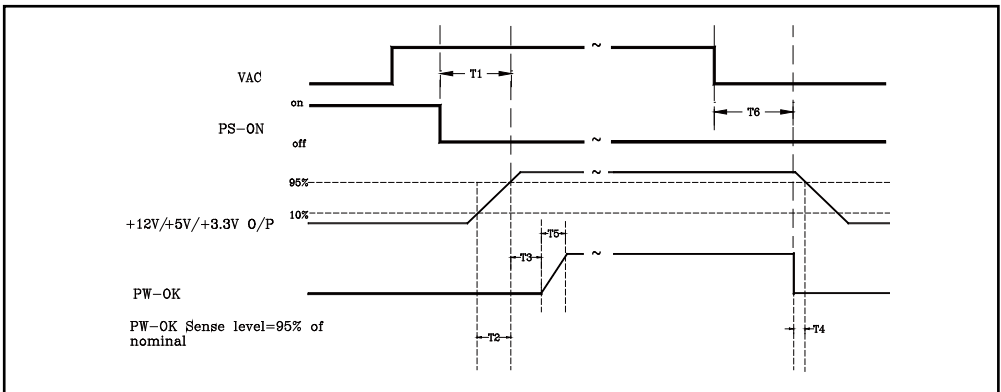 VAC
T1
~
T6
on
PS-ON
off
~
95%
~
10%
+12V/+5V/+3.3V O/P
T5
T3
~
PW-OK
PW-OK Sense level=95% of
nominal
T2
T4